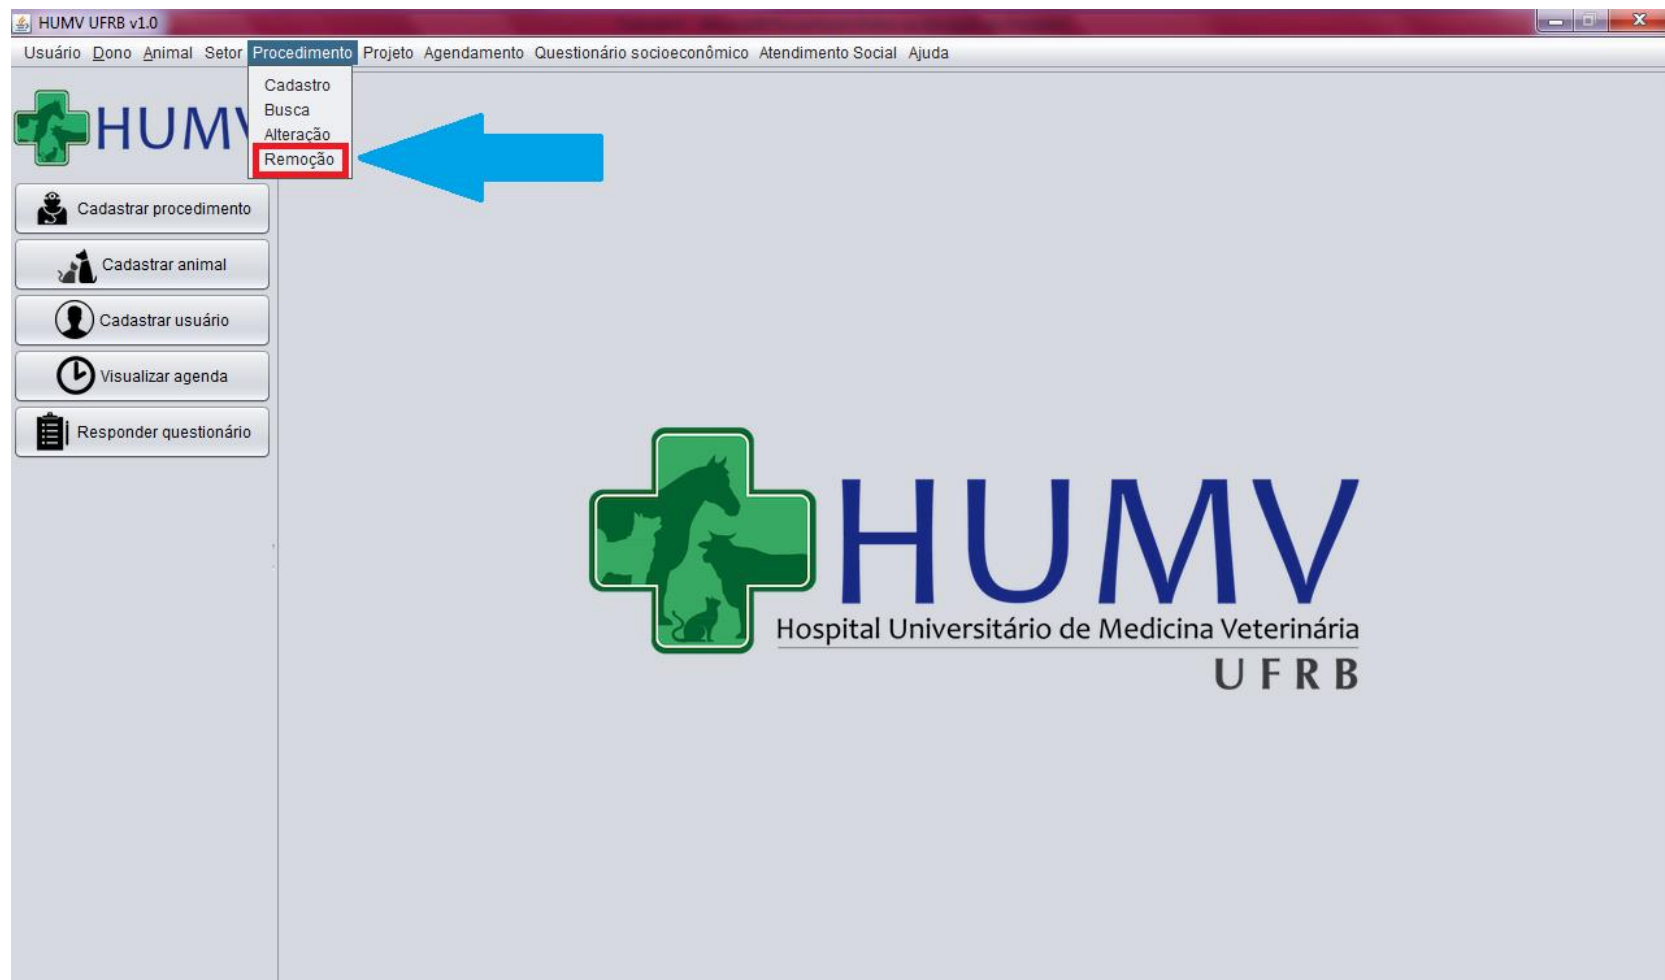 HUMV UFRB v1.0
Usuário Dono Animal Setor Procedimento Projeto Agendamento Questionário socioeconômico Atendimento Social Ajuda
Cadastro
Busca
Alteração
Remoção
HUMV
Cadastrar procedimento
Cadastrar animal
Cadastrar usuário
Visualizar agenda
Responder questionário
HUMV
Hospital Universitário de Medicina Veterinária
UFRB